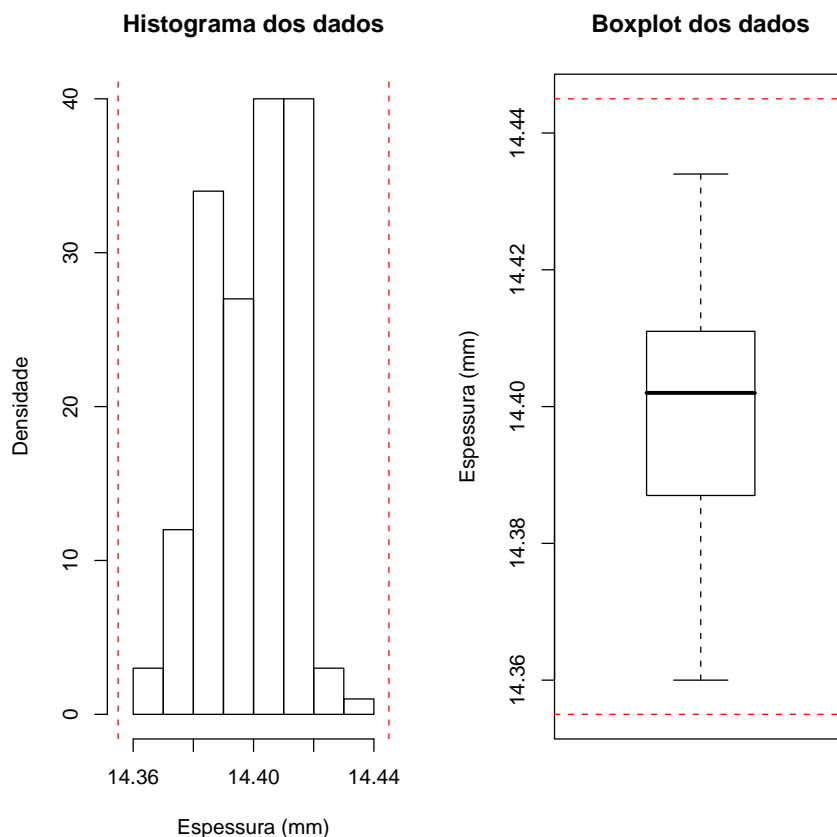 Histograma dos dados
Densidade
40
30
20
10
0
14.36
14.40
14.44
Espessura (mm)
Boxplot dos dados
Espessura (mm)
14.44
14.42
14.40
14.38
14.36